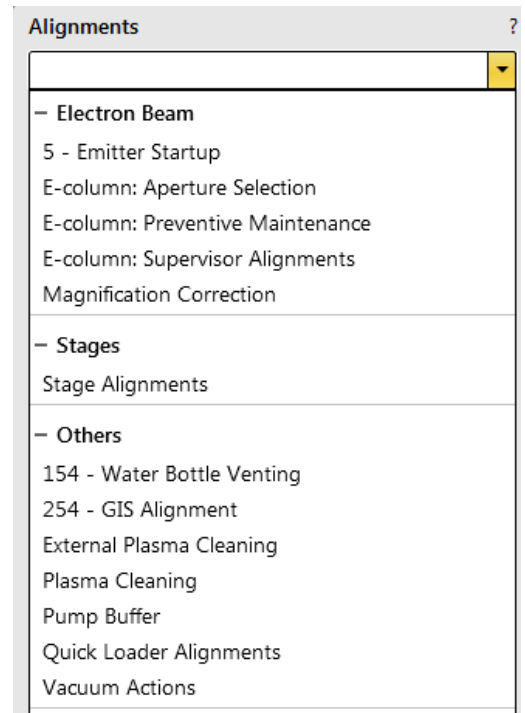 Alignments ?
– Electron Beam
5 - Emitter Startup
E-column: Aperture Selection
E-column: Preventive Maintenance
E-column: Supervisor Alignments
Magnification Correction
– Stages
Stage Alignments
– Others
154 - Water Bottle Venting
254 - GIS Alignment
External Plasma Cleaning
Plasma Cleaning
Pump Buffer
Quick Loader Alignments
Vacuum Actions